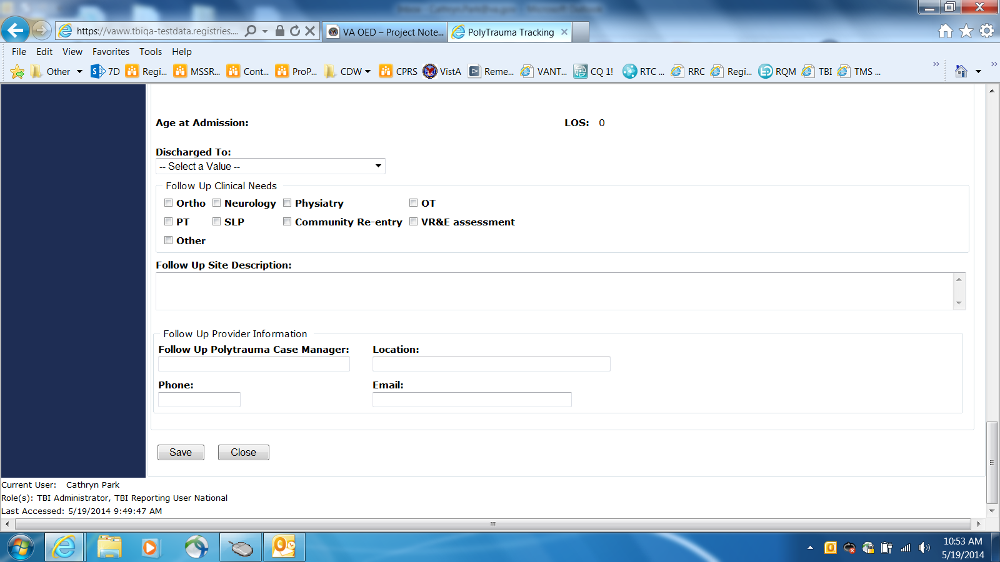 https://vaww.tbiqa-testdata.registries....
VA OED – Project Note...
PolyTrauma Tracking
File Edit View Favorites Tools Help
Other 7D Regi... MSSR... Cont... ProP... CDW CPRS VistA Reme... VANT... CQ 1! RTC ... RRC Regi... RQM TBI TMS ...
Age at Admission: LOS: 0
Discharged To:
-- Select a Value --
Follow Up Clinical Needs
Ortho Neurology Physiatry OT
PT SLP Community Re-entry VR&E assessment
Other
Follow Up Site Description:
Follow Up Provider Information
Follow Up Polytrauma Case Manager: Location:
Phone: Email:
Save Close
Current User: Cathryn Park
Role(s): TBI Administrator, TBI Reporting User National
Last Accessed: 5/19/2014 9:49:47 AM
10:53 AM
5/19/2014